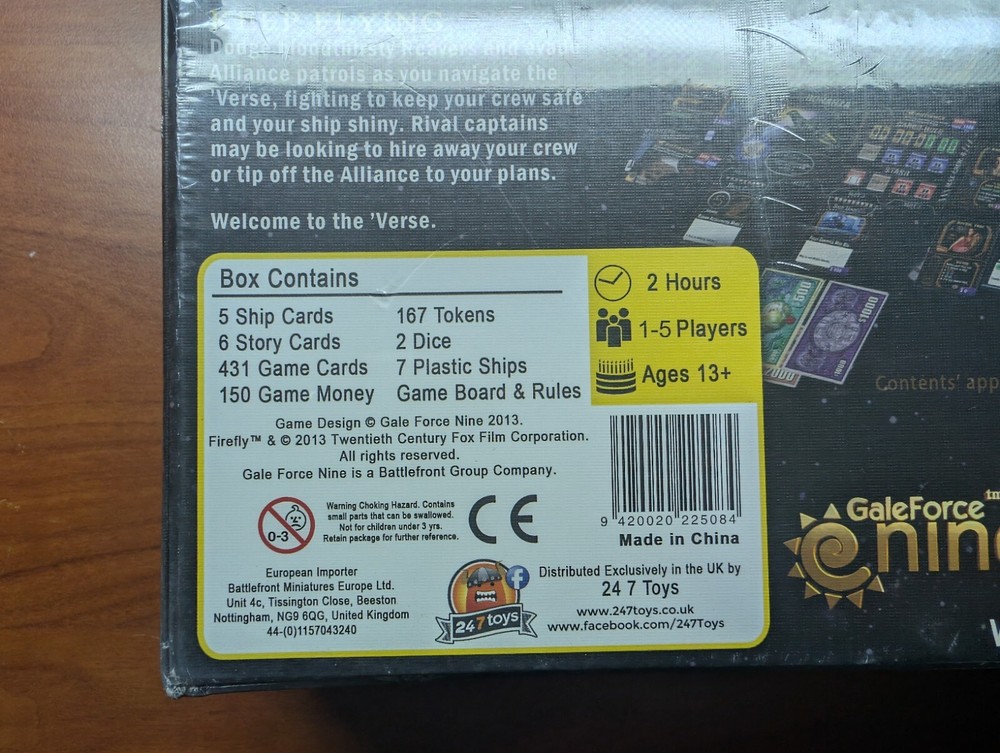 KEEP FLYING
Dodge bloodthirsty Reavers and evade
Alliance patrols as you navigate the
'Verse, fighting to keep your crew safe
and your ship shiny. Rival captains
may be looking to hire away your crew
or tip off the Alliance to your plans.
Welcome to the 'Verse.
Box Contains
5 Ship Cards
6 Story Cards
431 Game Cards
150 Game Money
167 Tokens
2 Dice
7 Plastic Ships
Game Board & Rules
2 Hours
1-5 Players
Ages 13+
Game Design © Gale Force Nine 2013.
Firefly™ & © 2013 Twentieth Century Fox Film Corporation.
All rights reserved.
Gale Force Nine is a Battlefront Group Company.
0-3
Warning Choking Hazard. Contains
small parts that can be swallowed.
Not for children under 3 yrs.
Retain package for further reference.
CE
9 420020 225084
Made in China
European Importer
Battlefront Miniatures Europe Ltd.
Unit 4c, Tissington Close, Beeston
Nottingham, NG9 6QG, United Kingdom
44-(0)1157043240
f
247toys
Distributed Exclusively in the UK by
24 7 Toys
www.247toys.co.uk
www.facebook.com/247Toys
$500
$1000
Contents' app
GaleForce™
nine
W